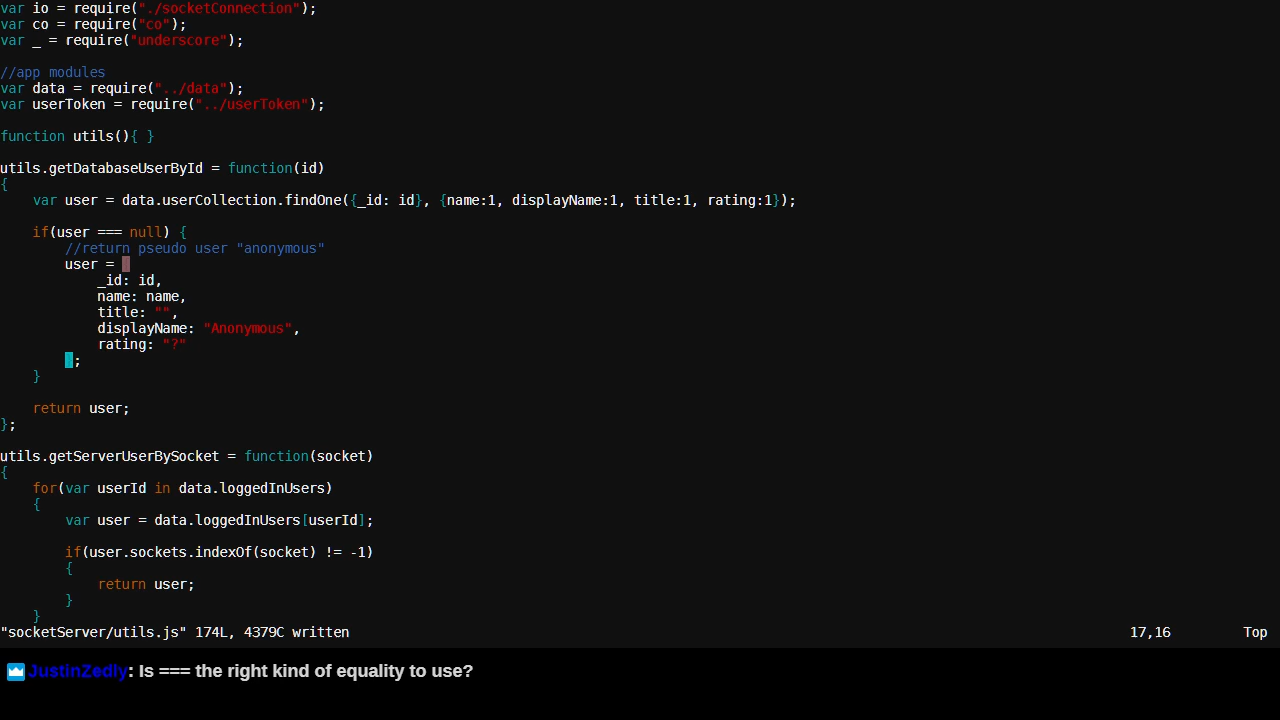 var io = require("./socketConnection");
var co = require("co");
var _ = require("underscore");

//app modules
var data = require("../data");
var userToken = require("../userToken");

function utils(){ }

utils.getDatabaseUserById = function(id)
{
    var user = data.userCollection.findOne({_id: id}, {name:1, displayName:1, title:1, rating:1});

    if(user === null) {
        //return pseudo user "anonymous"
        user = {
            _id: id,
            name: name,
            title: "",
            displayName: "Anonymous",
            rating: "?"
        };
    }

    return user;
};

utils.getServerUserBySocket = function(socket)
{
    for(var userId in data.loggedInUsers)
    {
        var user = data.loggedInUsers[userId];

        if(user.sockets.indexOf(socket) != -1)
        {
            return user;
        }
    }
"socketServer/utils.js" 174L, 4379C written 17,16 Top
JustinZedly: Is === the right kind of equality to use?